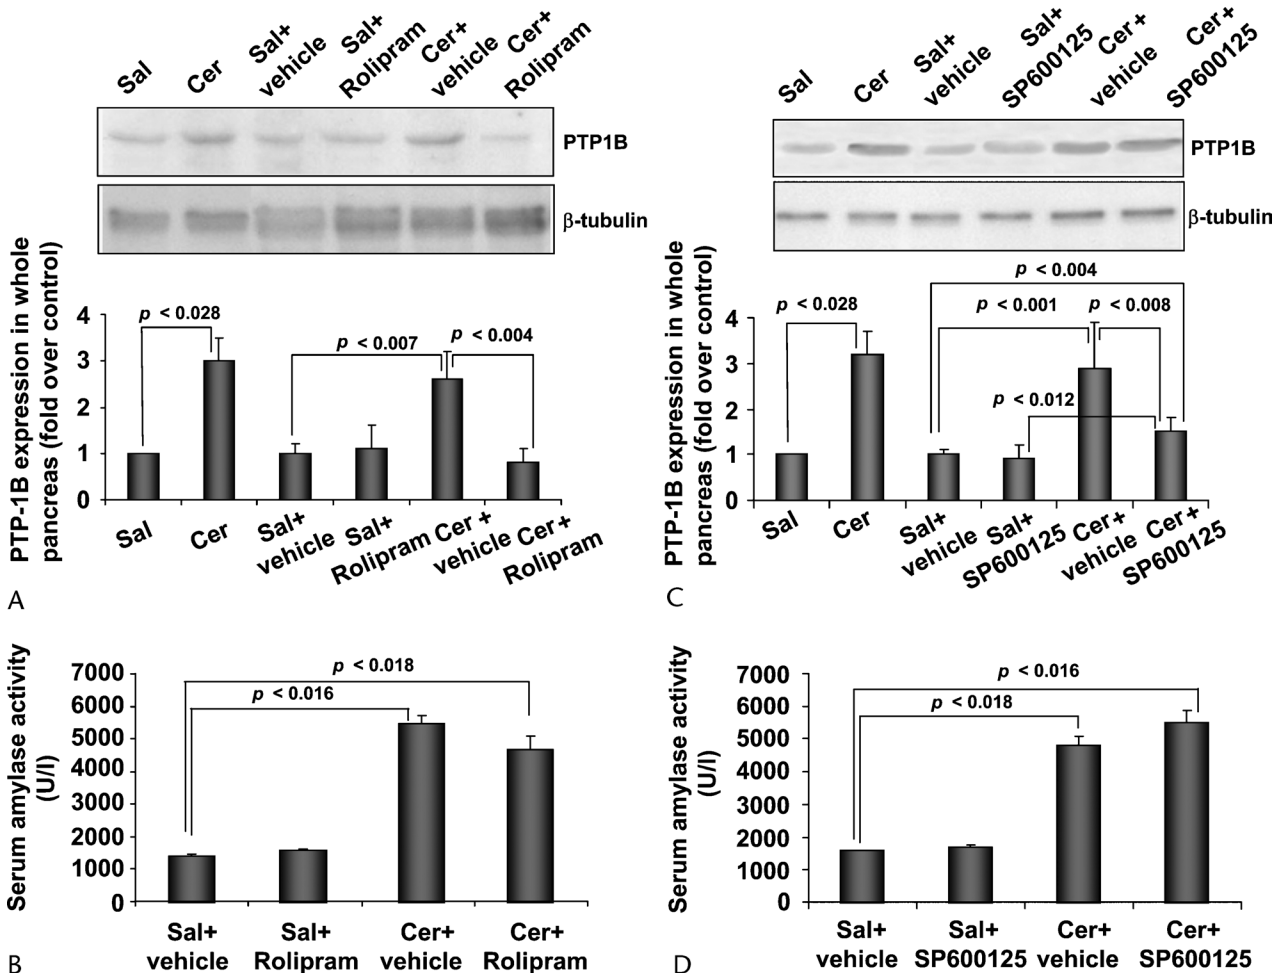 Sal
Cer
Sal+
vehicle
Sal+
Rolipram
Cer+
vehicle
Cer+
Rolipram
PTP1B
β-tubulin
PTP-1B expression in whole
pancreas (fold over control)
4
3
2
1
0
p < 0.028
p < 0.007
p < 0.004
Sal
Cer
Sal+
vehicle
Sal+
Rolipram
Cer+
vehicle
Cer+
Rolipram
A
Sal
Cer
Sal+
vehicle
Sal+
SP600125
Cer+
vehicle
Cer+
SP600125
PTP1B
β-tubulin
PTP-1B expression in whole
pancreas (fold over control)
4
3
2
1
0
p < 0.004
p < 0.028
p < 0.001
p < 0.008
p < 0.012
Sal
Cer
Sal+
vehicle
Sal+
SP600125
Cer+
vehicle
Cer+
SP600125
C
Serum amylase activity
(U/l)
7000
6000
5000
4000
3000
2000
1000
0
p < 0.018
p < 0.016
Sal+
vehicle
Sal+
Rolipram
Cer+
vehicle
Cer+
Rolipram
B
Serum amylase activity
(U/l)
7000
6000
5000
4000
3000
2000
1000
0
p < 0.016
p < 0.018
Sal+
vehicle
Sal+
SP600125
Cer+
vehicle
Cer+
SP600125
D